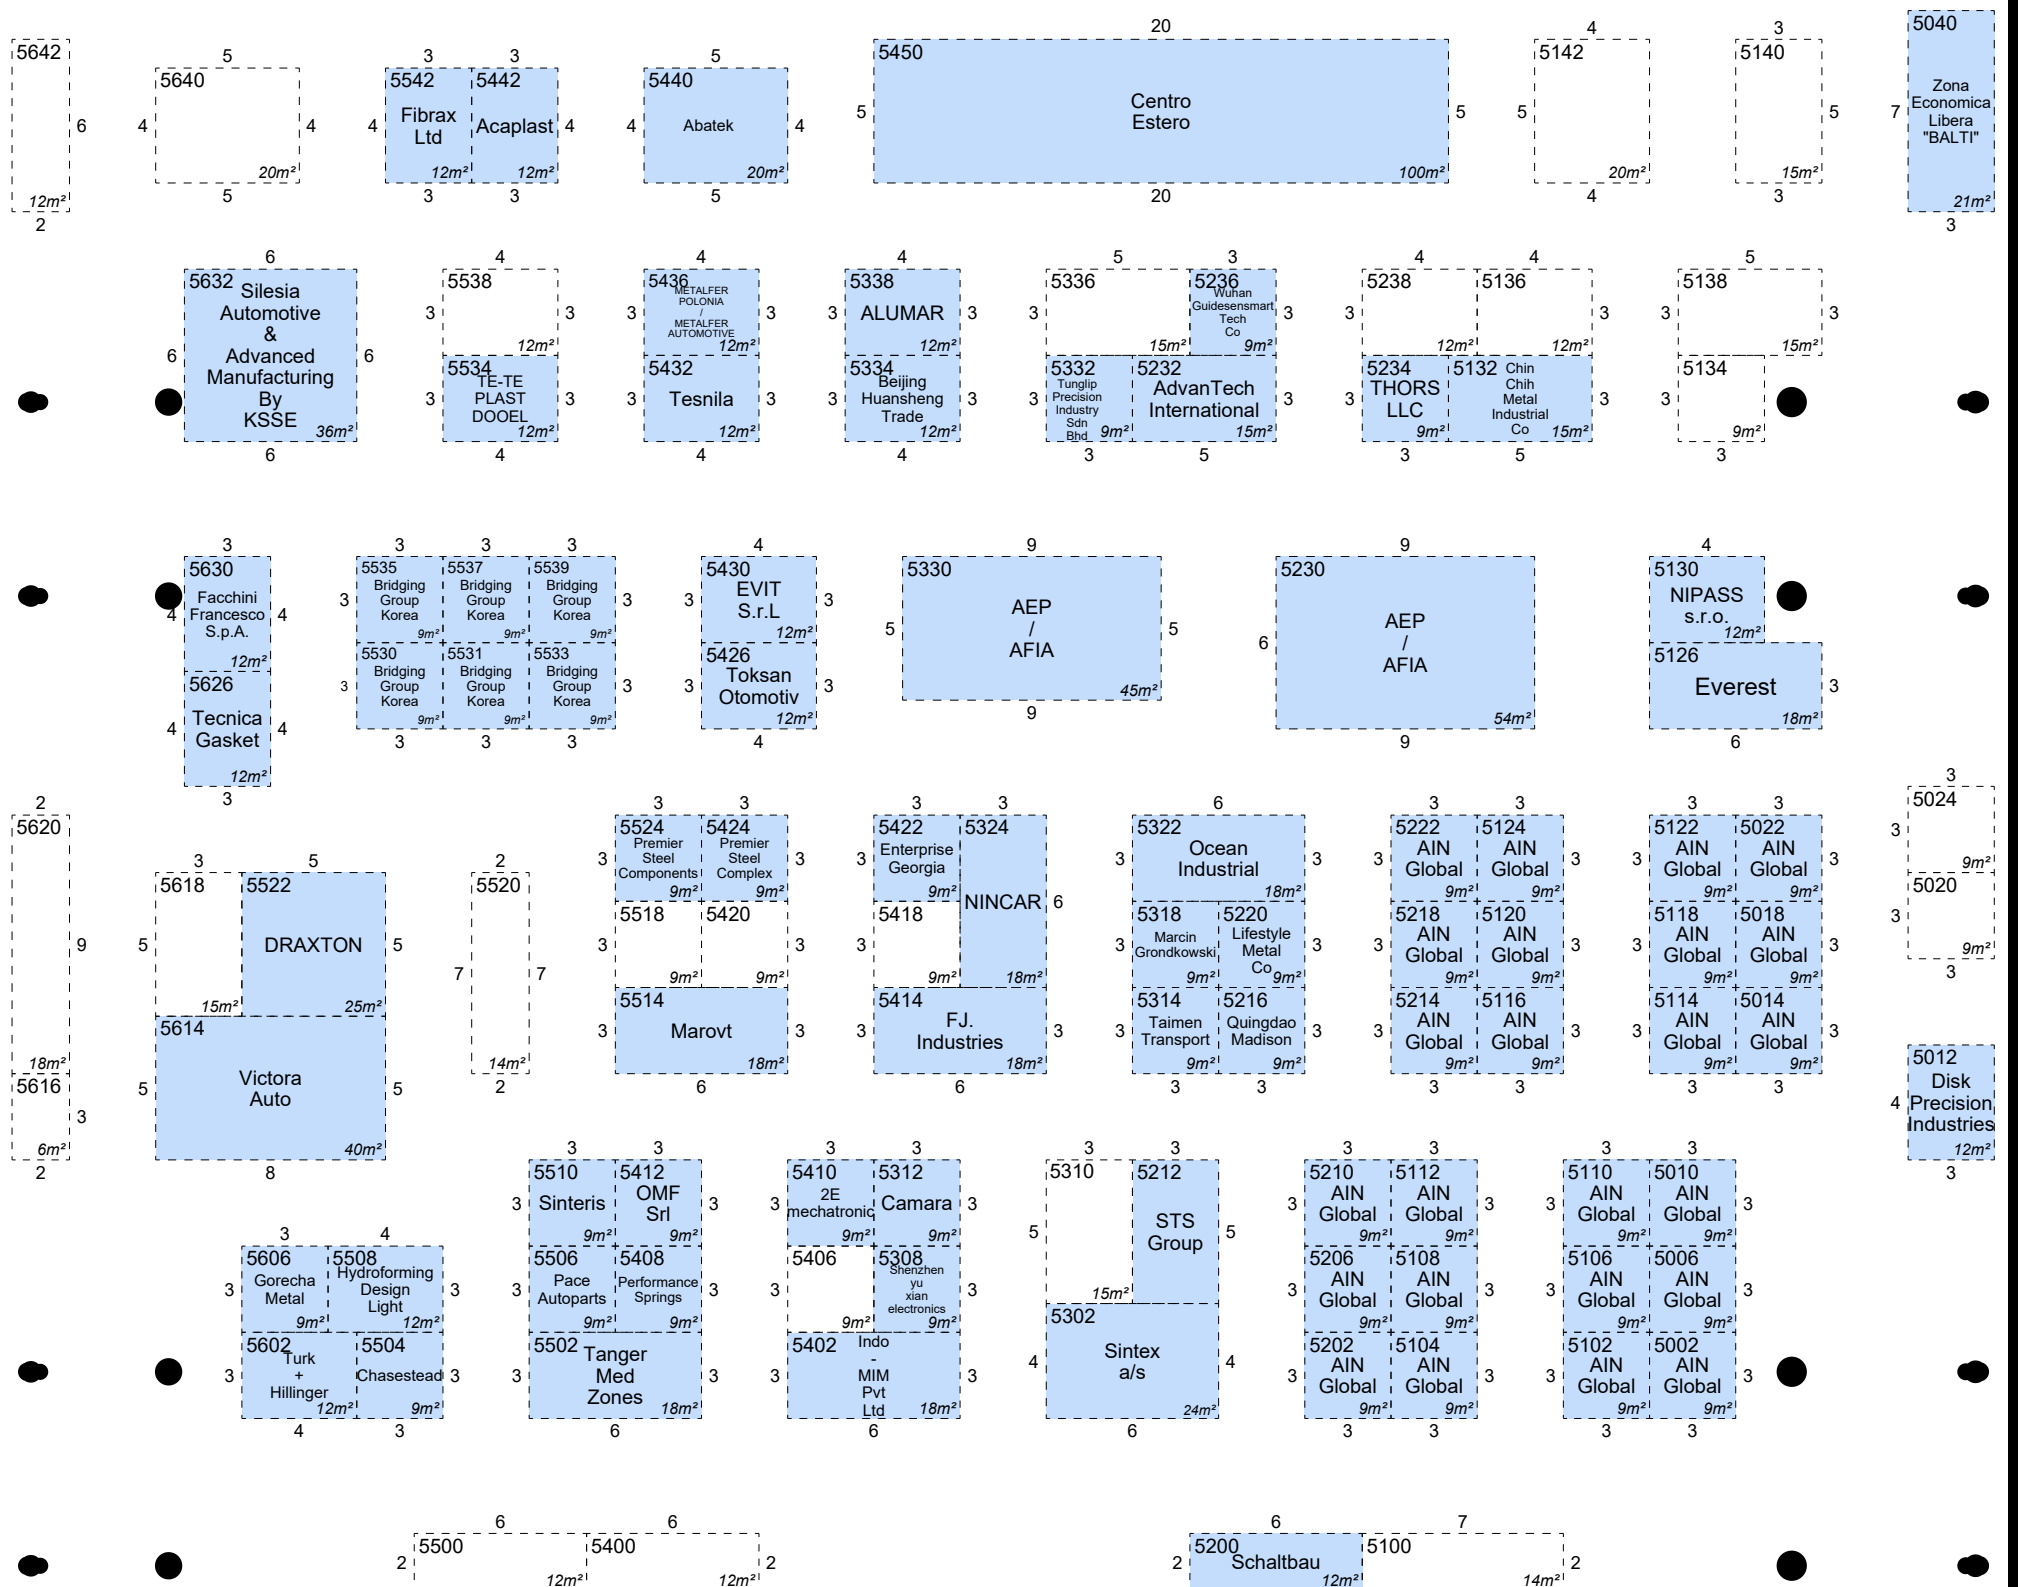 20
5
3
3
5
4
3
5642
5640
5542
5442
5440
5450
5142
5140
5040
Fibrax
Ltd
Acaplast
Abatek
Centro
Estero
Zona
Economica
Libera
"BALTI"
6
4
4
4
4
4
4
5
5
5
5
7
12m²
20m²
12m²
12m²
20m²
100m²
20m²
15m²
21m²
2
5
3
3
5
20
4
3
3
6
4
4
4
5
3
4
4
5
5632
Silesia
Automotive
&
Advanced
Manufacturing
By
KSSE
36m²
6
6
6
5538
12m²
3
3
5534
TE-TE
PLAST
DOOEL
12m²
3
3
4
5436
METALFER
POLONIA
/
METALFER
AUTOMOTIVE
12m²
3
5432
Tesnila
12m²
3
4
5338
ALUMAR
12m²
3
3
5334
Beijing
Huansheng
Trade
12m²
3
3
4
5336
15m²
3
5236
Wuhan
Guidesensmart
Tech
Co
9m²
3
5332
Tunglip
Precision
Industry
Sdn
Bhd
9m²
3
3
5232
AdvanTech
International
15m²
3
5
5238
12m²
3
5136
12m²
3
5234
THORS
LLC
9m²
3
3
5132
Chin
Chih
Metal
Industrial
Co
15m²
3
5
5138
15m²
3
3
5134
9m²
3
3
3
3
3
3
4
9
9
4
5630
Facchini
Francesco
S.p.A.
12m²
4
4
5626
Tecnica
Gasket
12m²
4
4
3
5535
Bridging
Group
Korea
9m²
3
5537
Bridging
Group
Korea
9m²
5539
Bridging
Group
Korea
9m²
3
5530
Bridging
Group
Korea
9m²
3
5531
Bridging
Group
Korea
9m²
5533
Bridging
Group
Korea
9m²
3
3
3
3
5430
EVIT
S.r.L
12m²
3
3
5426
Toksan
Otomotiv
12m²
3
3
4
5330
AEP
/
AFIA
45m²
5
5
9
5230
AEP
/
AFIA
54m²
6
9
5130
NIPASS
s.r.o.
12m²
5126
Everest
18m²
3
6
2
5620
18m²
9
5616
6m²
3
2
3
5618
15m²
5
5
5522
DRAXTON
25m²
5
5614
Victora
Auto
40m²
5
5
8
2
5520
14m²
7
7
2
3
3
5524
Premier
Steel
Components
9m²
3
5424
Premier
Steel
Complex
9m²
3
5518
9m²
3
5420
9m²
3
5514
Marovt
18m²
3
3
6
3
3
5422
Enterprise
Georgia
9m²
3
5324
NINCAR
18m²
6
5418
9m²
3
5414
FJ.
Industries
18m²
3
3
6
6
5322
Ocean
Industrial
18m²
3
3
5318
Marcin
Grondkowski
9m²
3
5220
Lifestyle
Metal
Co
9m²
3
5314
Taimen
Transport
9m²
3
5216
Quingdao
Madison
9m²
3
3
3
3
3
5222
AIN
Global
9m²
3
5124
AIN
Global
9m²
3
5218
AIN
Global
9m²
3
5120
AIN
Global
9m²
3
5214
AIN
Global
9m²
3
5116
AIN
Global
9m²
3
3
3
3
3
5122
AIN
Global
9m²
3
5022
AIN
Global
9m²
3
5118
AIN
Global
9m²
3
5018
AIN
Global
9m²
3
5114
AIN
Global
9m²
3
5014
AIN
Global
9m²
3
3
3
3
5024
9m²
3
5020
9m²
3
3
5012
Disk
Precision
Industries
12m²
4
3
3
4
5606
Gorecha
Metal
9m²
3
5508
Hydroforming
Design
Light
12m²
3
5602
Turk
+
Hillinger
12m²
3
5504
Chasestead
9m²
3
4
3
3
3
5510
Sinteris
9m²
3
5412
OMF
Srl
9m²
3
5506
Pace
Autoparts
9m²
3
5408
Performance
Springs
9m²
3
5502
Tanger
Med
Zones
18m²
3
3
6
3
3
5410
2E
mechatronic
9m²
3
5312
Camara
9m²
3
5406
9m²
3
5308
Shenzhen
yu
xian
electronics
9m²
3
5402
Indo
-
MIM
Pvt
Ltd
18m²
3
3
6
3
3
5310
15m²
5
5212
STS
Group
5
5302
Sintex
a/s
24m²
4
4
6
3
3
5210
AIN
Global
9m²
3
5112
AIN
Global
9m²
3
5206
AIN
Global
9m²
3
5108
AIN
Global
9m²
3
5202
AIN
Global
9m²
3
5104
AIN
Global
9m²
3
3
3
3
3
5110
AIN
Global
9m²
3
5010
AIN
Global
9m²
3
5106
AIN
Global
9m²
3
5006
AIN
Global
9m²
3
5102
AIN
Global
9m²
3
5002
AIN
Global
9m²
3
3
3
6
6
5500
12m²
2
5400
12m²
2
6
7
5200
Schaltbau
12m²
2
5100
14m²
2